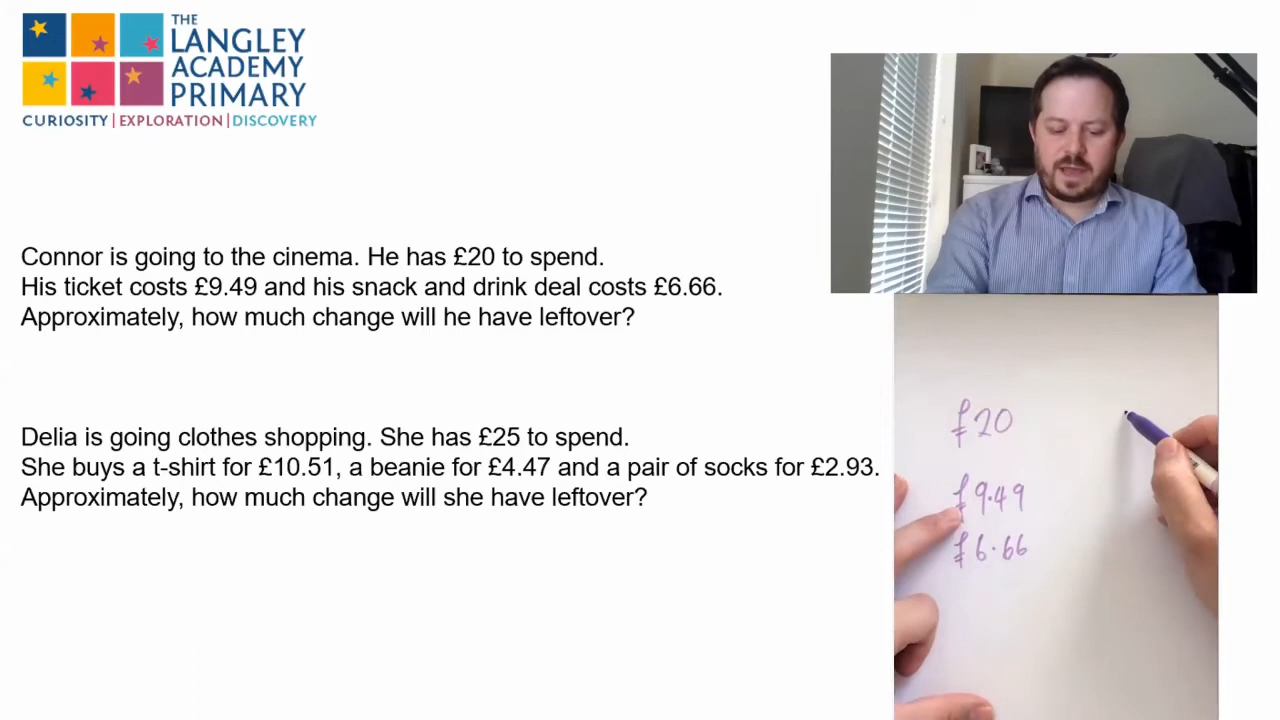 THE
LANGLEY
ACADEMY
PRIMARY
CURIOSITY | EXPLORATION | DISCOVERY
Connor is going to the cinema. He has £20 to spend.
His ticket costs £9.49 and his snack and drink deal costs £6.66.
Approximately, how much change will he have leftover?
Delia is going clothes shopping. She has £25 to spend.
She buys a t-shirt for £10.51, a beanie for £4.47 and a pair of socks for £2.93.
Approximately, how much change will she have leftover?
£20
£9.49
£6.66